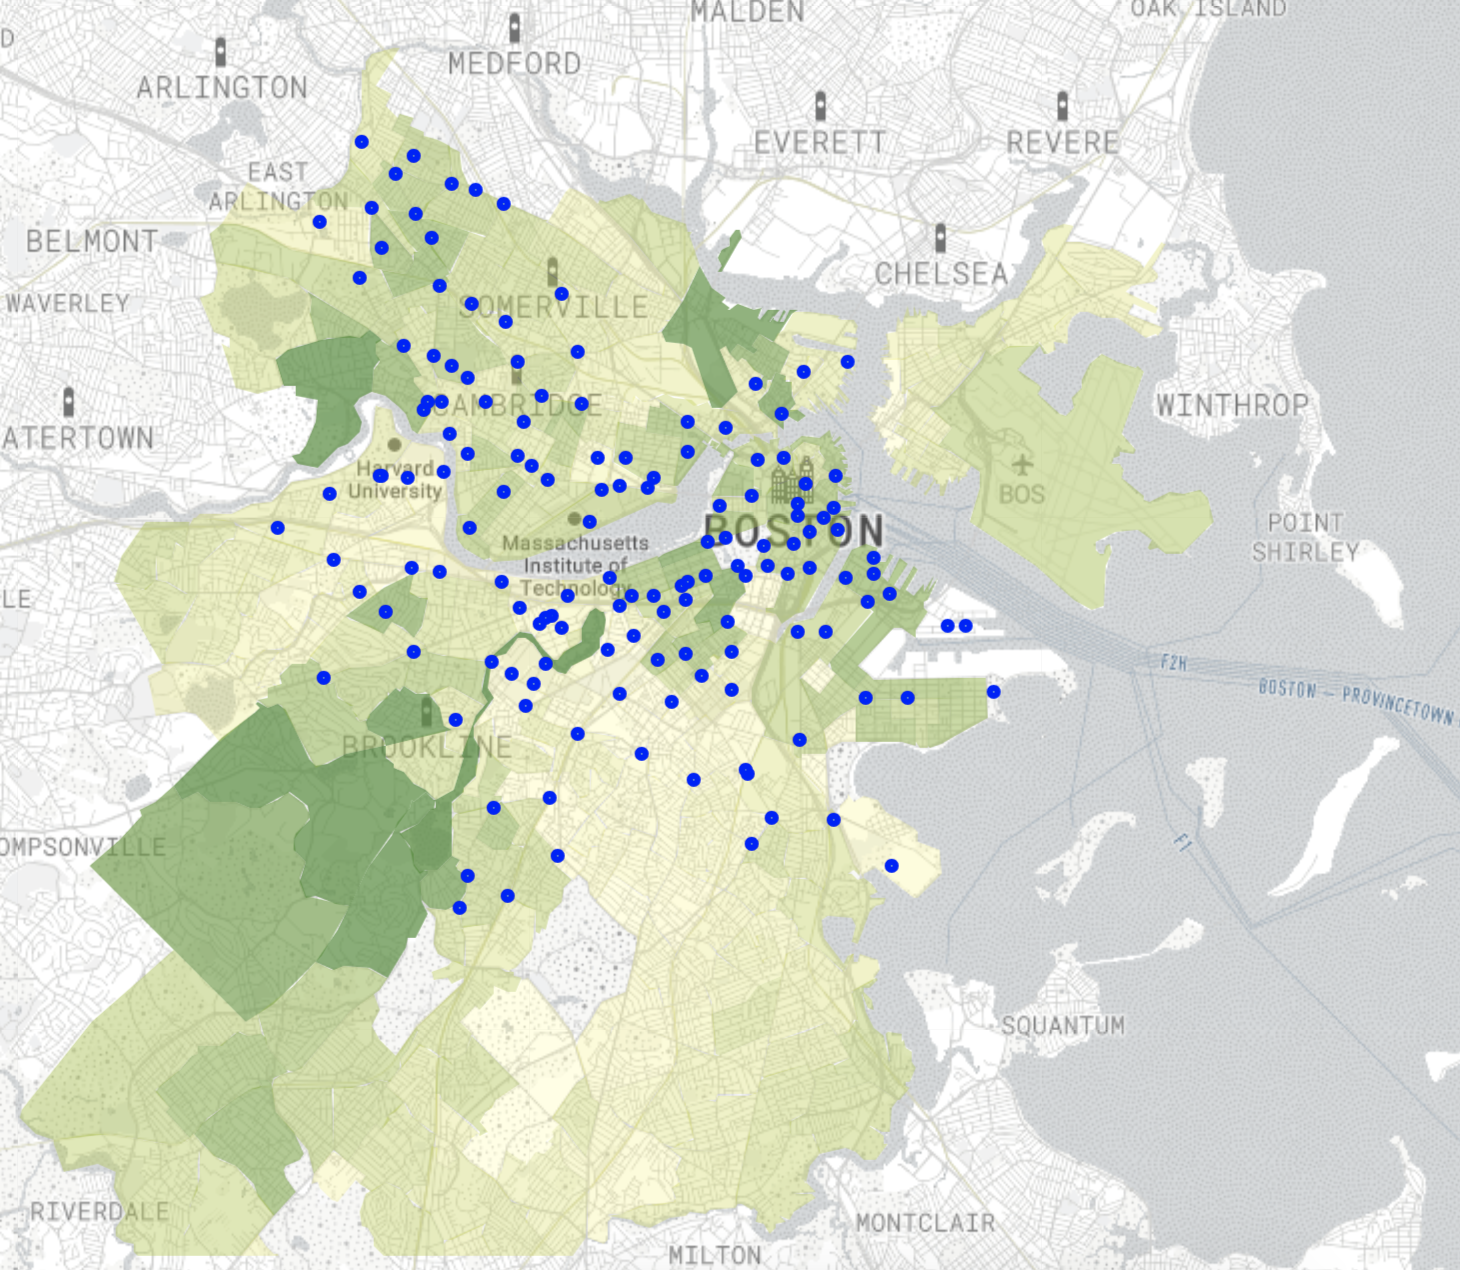 MALDEN
OAK ISLAND
D
MEDFORD
ARLINGTON
EVERETT
REVERE
EAST
ARLINGTON
BELMONT
CHELSEA
WAVERLEY
SOMERVILLE
CAMBRIDGE
WINTHROP
ATERTOWN
Harvard
University
BOS
BOSTON
POINT
SHIRLEY
Massachusetts
Institute of
Technology
LE
F2H
BOSTON – PROVINCETOWN
BROOKLINE
OMPSONVILLE
F1
SQUANTUM
RIVERDALE
MONTCLAIR
MILTON